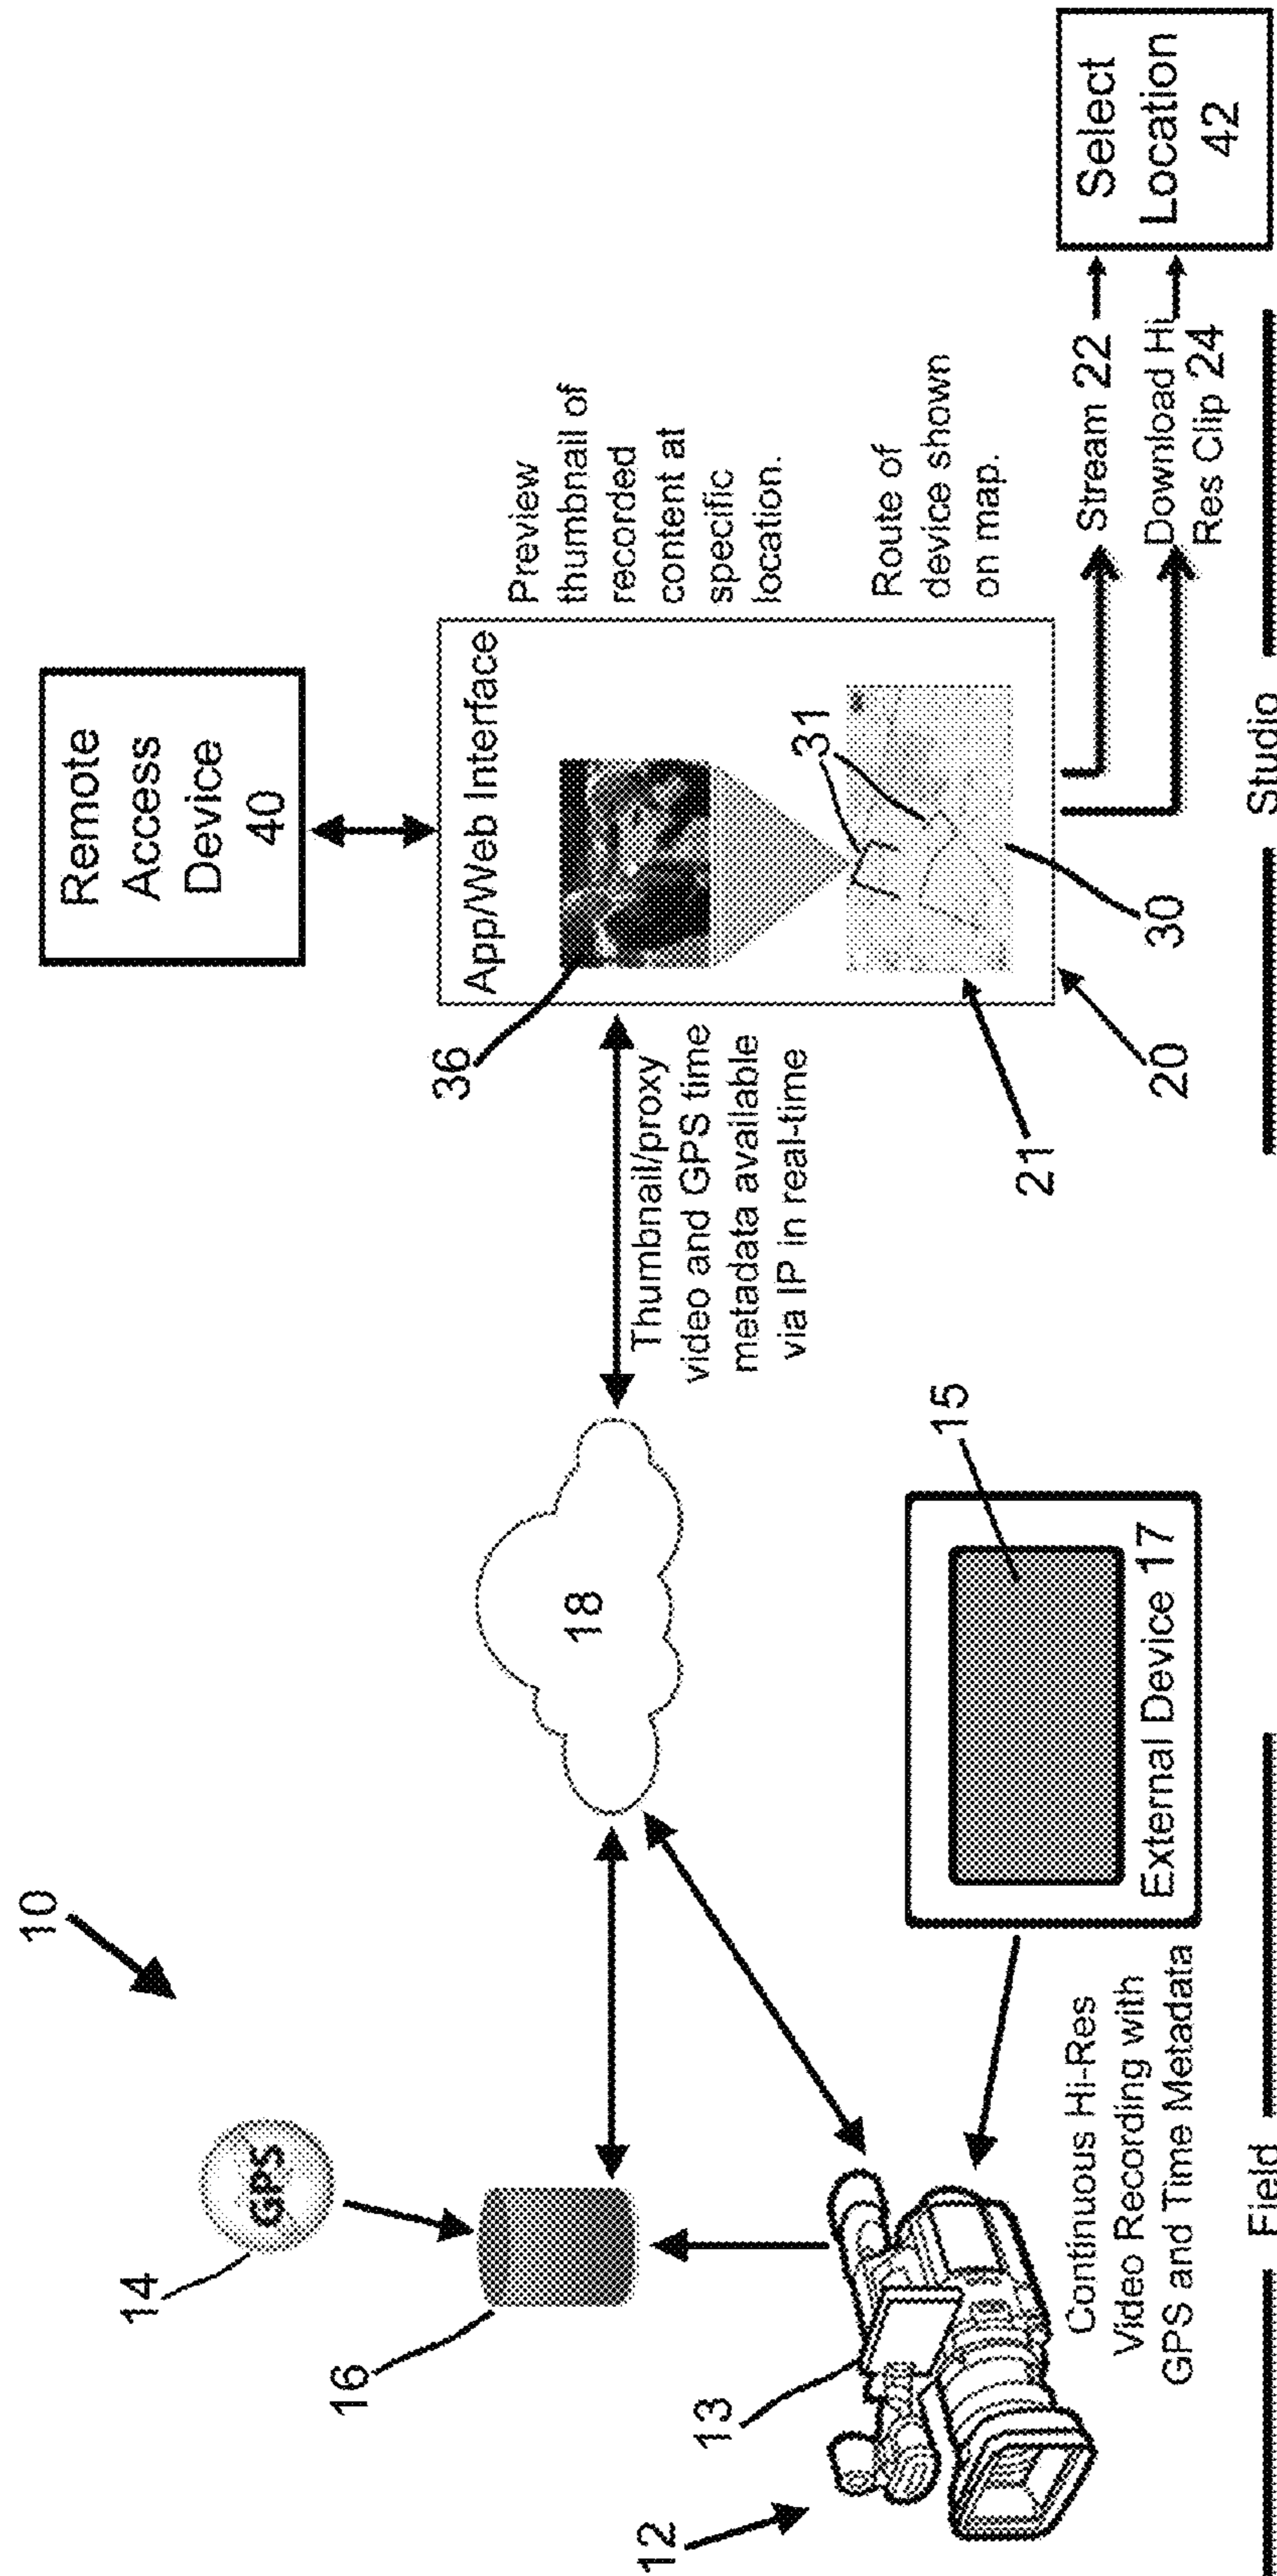 10
14
GPS
16
13
12
Continuous Hi-Res
Video Recording with
GPS and Time Metadata
Field
18
15
External Device 17
Thumbnail/proxy
video and GPS time
metadata available
via IP in real-time
Remote
Access
Device
40
App/Web Interface
36
31
21
20
30
Preview
thumbnail of
recorded
content at
specific
location.
Route of
device shown
on map.
Stream 22
Download Hi
Res Clip 24
Select
Location
42
Studio